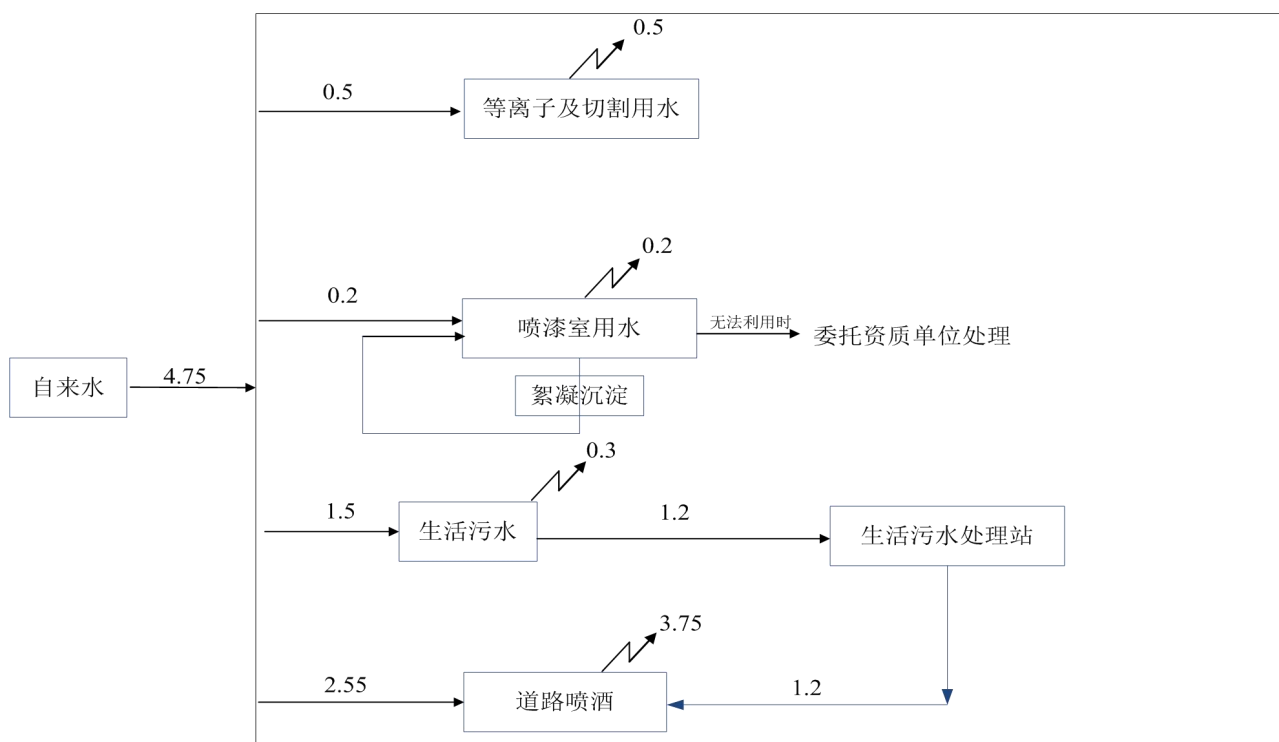 0.5
0.5
等离子及切割用水
0.2
0.2
喷漆室用水
无法利用时
委托资质单位处理
自来水
4.75
絮凝沉淀
0.3
1.5
生活污水
1.2
生活污水处理站
3.75
2.55
道路喷洒
1.2